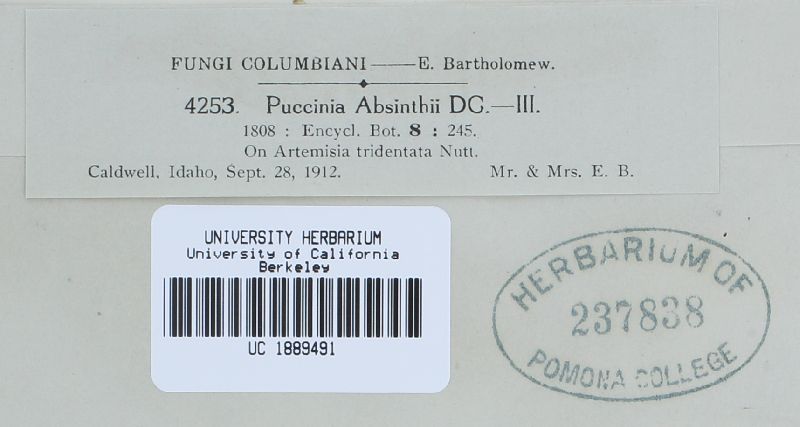 FUNGI COLUMBIANI——E. Bartholomew.
4253. Puccinia Absinthii DC.—III.
1808 : Encycl. Bot. 8 : 245.
On Artemisia tridentata Nutt.
Caldwell, Idaho, Sept. 28, 1912. Mr. & Mrs. E. B.
UNIVERSITY HERBARIUM
University of California
Berkeley
UC 1889491
HERBARIUM OF
237838
POMONA COLLEGE